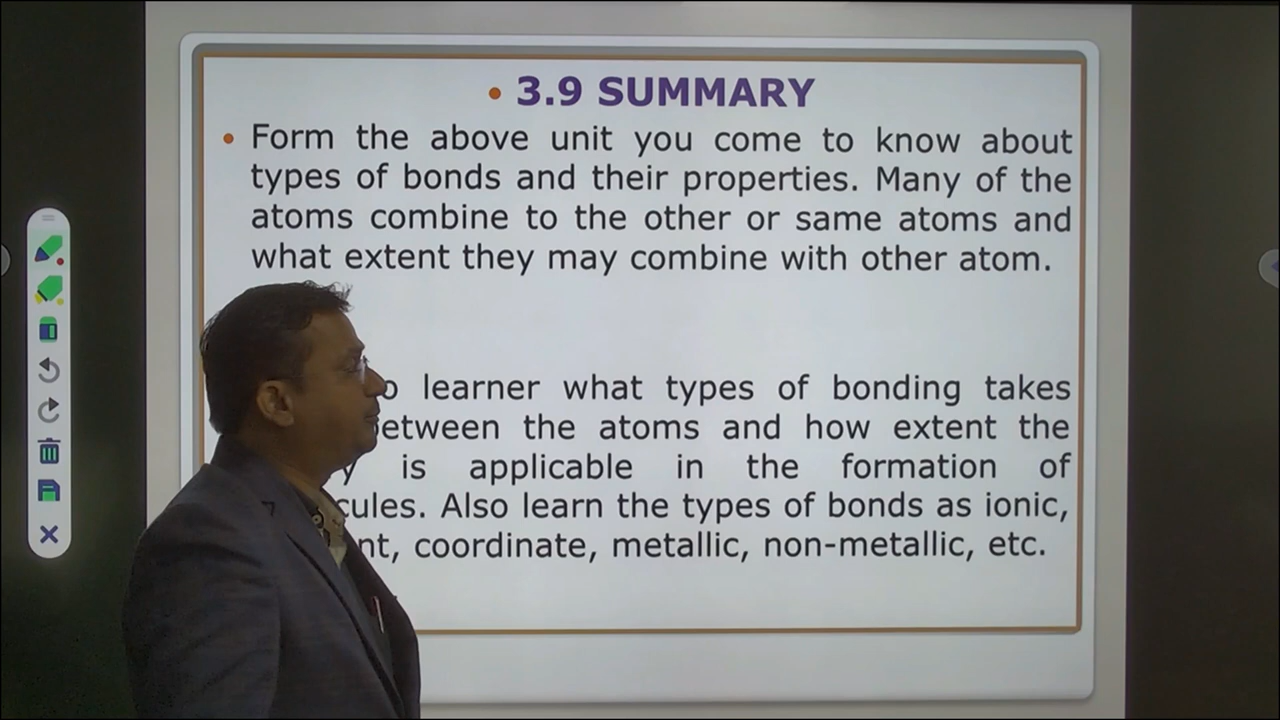 3.9 SUMMARY
Form the above unit you come to know about
types of bonds and their properties. Many of the
atoms combine to the other or same atoms and
what extent they may combine with other atom.
learner what types of bonding takes
between the atoms and how extent the
is applicable in the formation of
Also learn the types of bonds as ionic,
coordinate, metallic, non-metallic, etc.